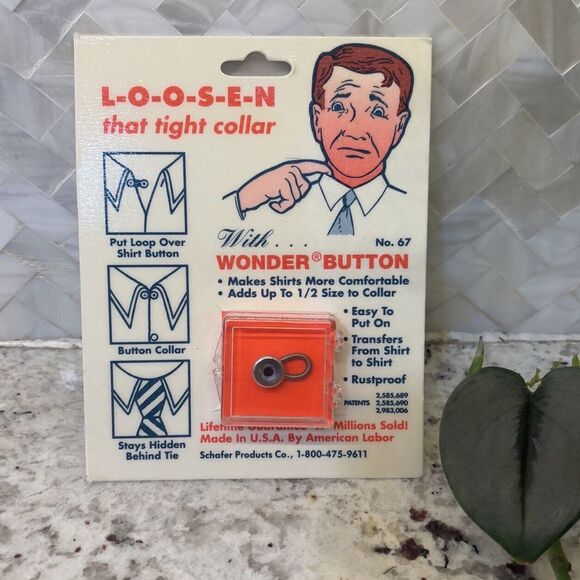 L-O-O-S-E-N
that tight collar
Put Loop Over
Shirt Button
Button Collar
Stays Hidden
Behind Tie
With . . .
No. 67
WONDER® BUTTON
• Makes Shirts More Comfortable
• Adds Up To 1/2 Size to Collar
• Easy To
Put On
• Transfers
From Shirt
to Shirt
• Rustproof
PATENTS
2,585,689
2,585,690
2,983,006
Lifetime Guarantee
Millions Sold!
Made In U.S.A. By American Labor
Schafer Products Co., 1-800-475-9611